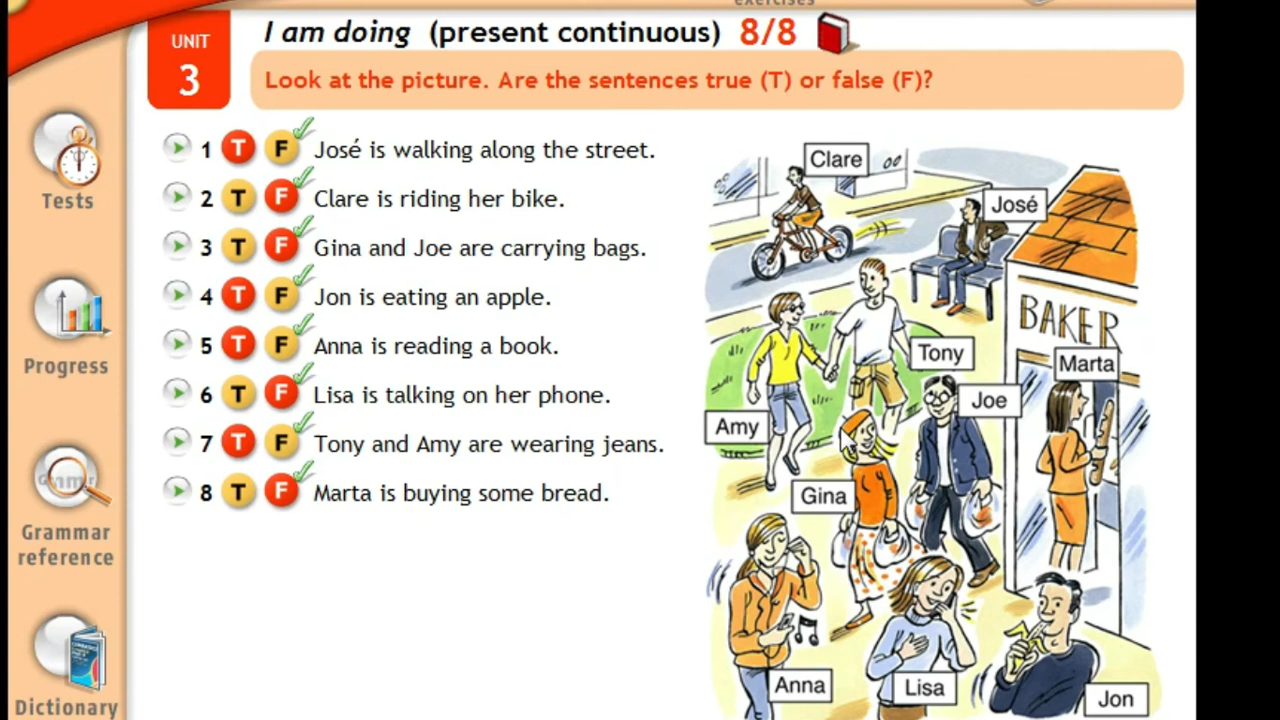 exercises
UNIT
3
I am doing (present continuous) 8/8
Look at the picture. Are the sentences true (T) or false (F)?
1 T F José is walking along the street.
2 T F Clare is riding her bike.
3 T F Gina and Joe are carrying bags.
4 T F Jon is eating an apple.
5 T F Anna is reading a book.
6 T F Lisa is talking on her phone.
7 T F Tony and Amy are wearing jeans.
8 T F Marta is buying some bread.
Tests
Progress
Grammar
reference
Dictionary
Clare
José
BAKER
Tony
Marta
Joe
Amy
Gina
Anna
Lisa
Jon